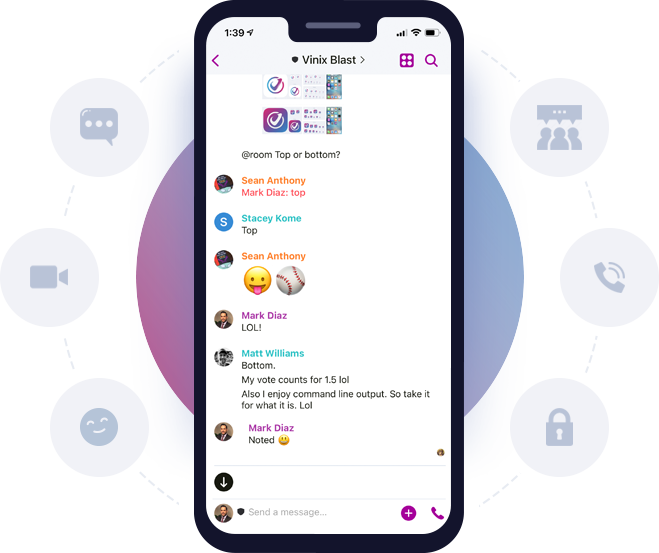 1:39
Vinix Blast
@room Top or bottom?
Sean Anthony
Mark Diaz: top
S
Stacey Kome
Top
Sean Anthony
Mark Diaz
LOL!
Matt Williams
Bottom.
My vote counts for 1.5 lol
Also I enjoy command line output. So take it
for what it is. Lol
Mark Diaz
Noted
Send a message...